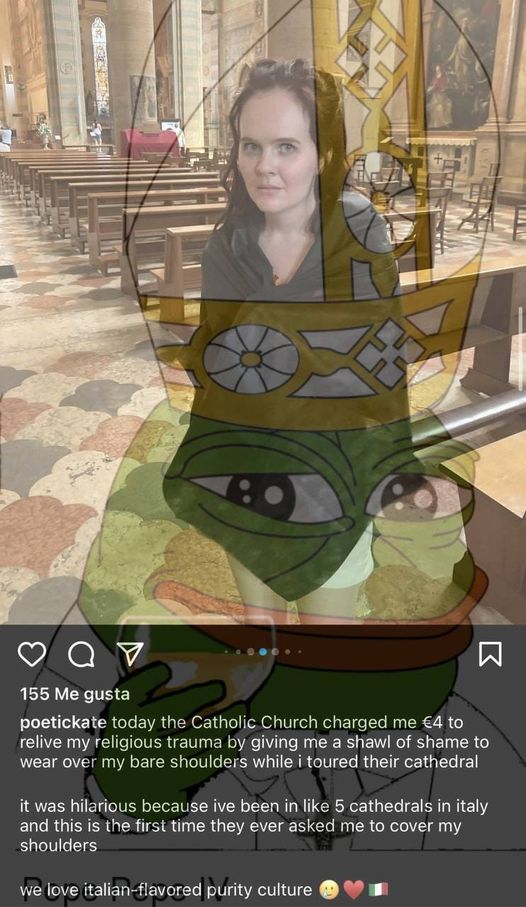 155 Me gusta
poetickate today the Catholic Church charged me €4 to
relive my religious trauma by giving me a shawl of shame to
wear over my bare shoulders while i toured their cathedral
it was hilarious because ive been in like 5 cathedrals in italy
and this is the first time they ever asked me to cover my
shoulders
we love italian-flavored purity culture 🥲❤️🇮🇹
Pope Pepe IV